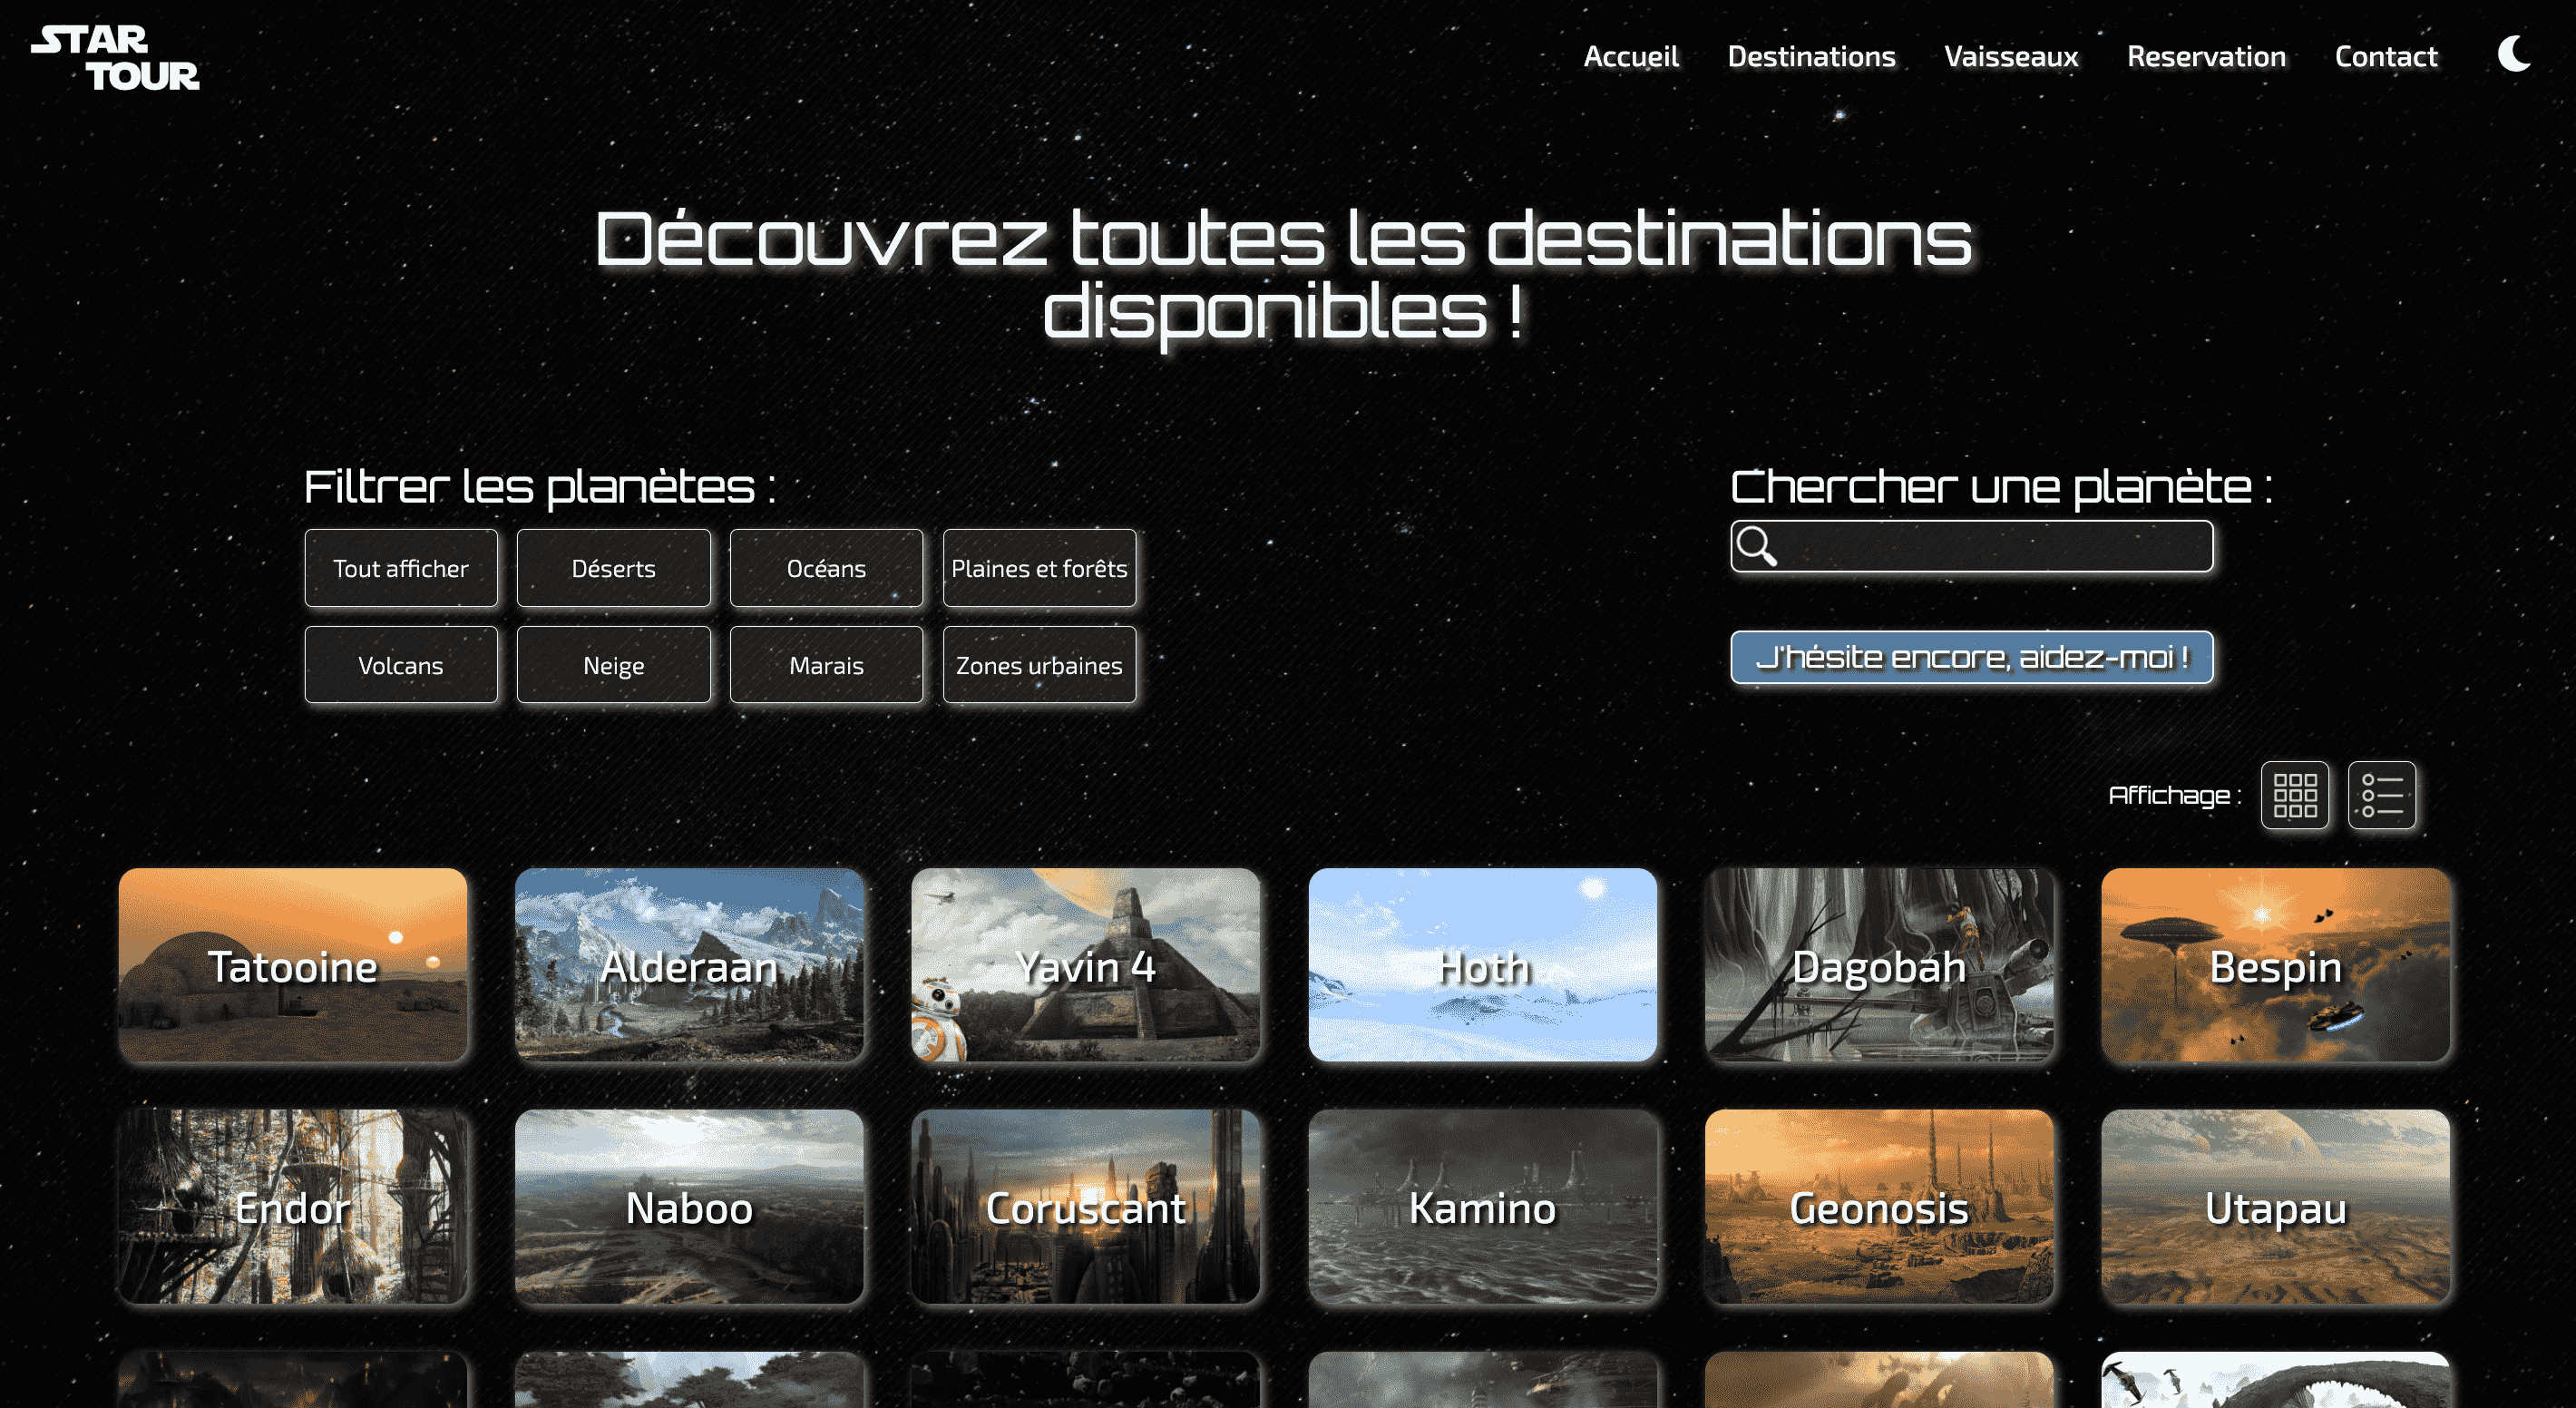 STAR
TOUR
Accueil Destinations Vaisseaux Reservation Contact
Découvrez toutes les destinations
disponibles !
Filtrer les planètes :
Tout afficher Déserts Océans Plaines et forêts
Volcans Neige Marais Zones urbaines
Chercher une planète :
J'hésite encore, aidez-moi !
Affichage :
Tatooine Alderaan Yavin 4 Hoth Dagobah Bespin
Endor Naboo Coruscant Kamino Geonosis Utapau